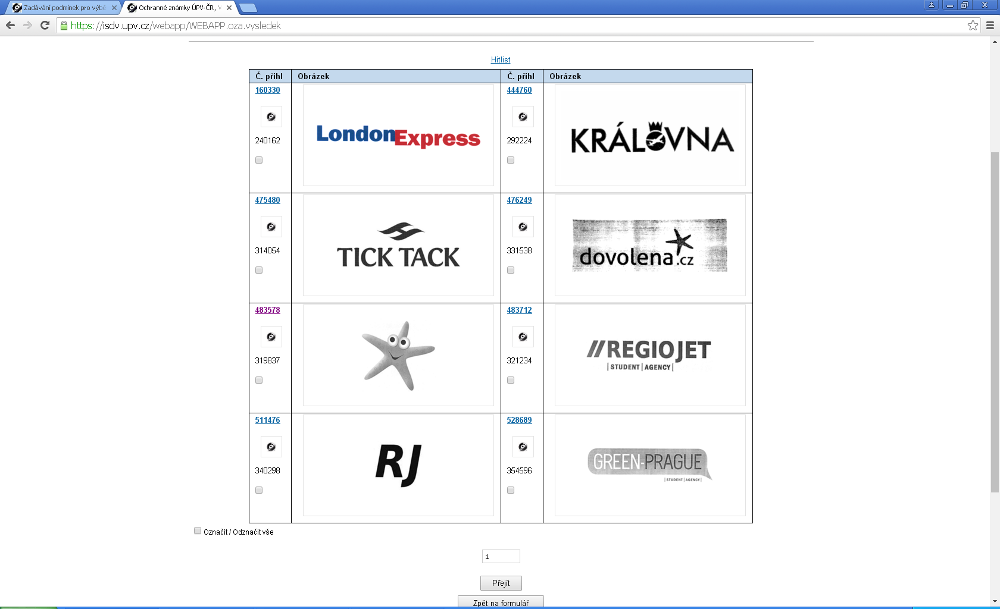 Zadávání podmínek pro výbě
Ochranné známky ÚPV-ČR, V
https://isdv.upv.cz/webapp/WEBAPP.oza.vysledek
Hitlist
Č. přihl Obrázek Č. přihl Obrázek
160330
LondonExpress
240162
444760
KRÁLOVNA
292224
475480
TICK TACK
314054
476249
dovolena.cz
331538
483578
319837
483712
//REGIOJET
|STUDENT|AGENCY|
321234
511476
RJ
340298
528689
GREEN-PRAGUE
|STUDENT|AGENCY|
354596
Označit / Odznačit vše
1
Přejít
Zpět na formulář